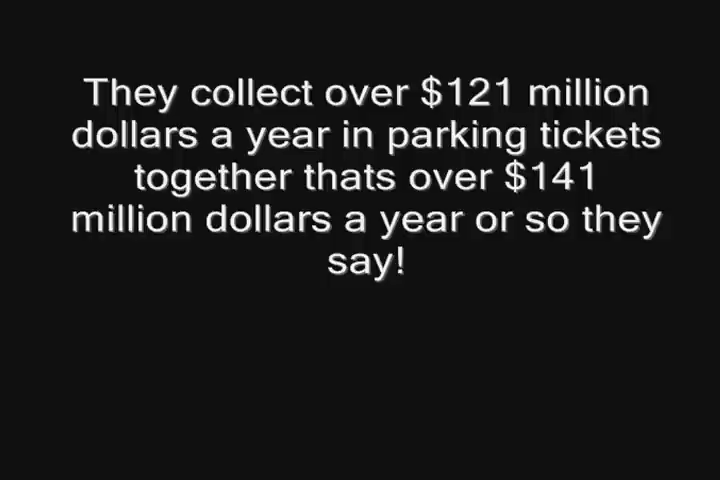 They collect over $121 million
dollars a year in parking tickets
together thats over $141
million dollars a year or so they
say!